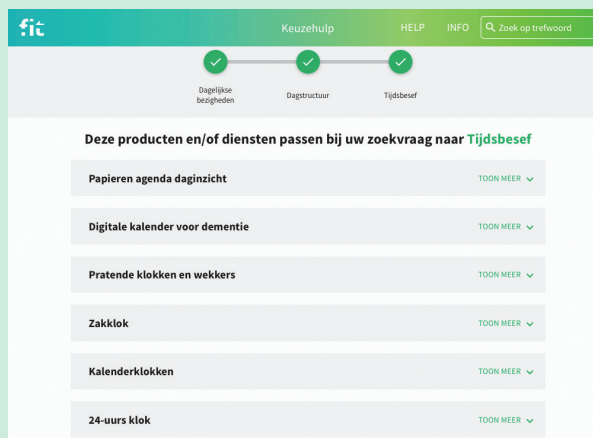 fit
Keuzehulp HELP INFO Zoek op trefwoord
Dagelijkse
bezigheden
Dagstructuur
Tijdsbesef
Deze producten en/of diensten passen bij uw zoekvraag naar Tijdsbesef
Papieren agenda daginzicht TOON MEER
Digitale kalender voor dementie TOON MEER
Pratende klokken en wekkers TOON MEER
Zakklok TOON MEER
Kalenderklokken TOON MEER
24-uurs klok TOON MEER